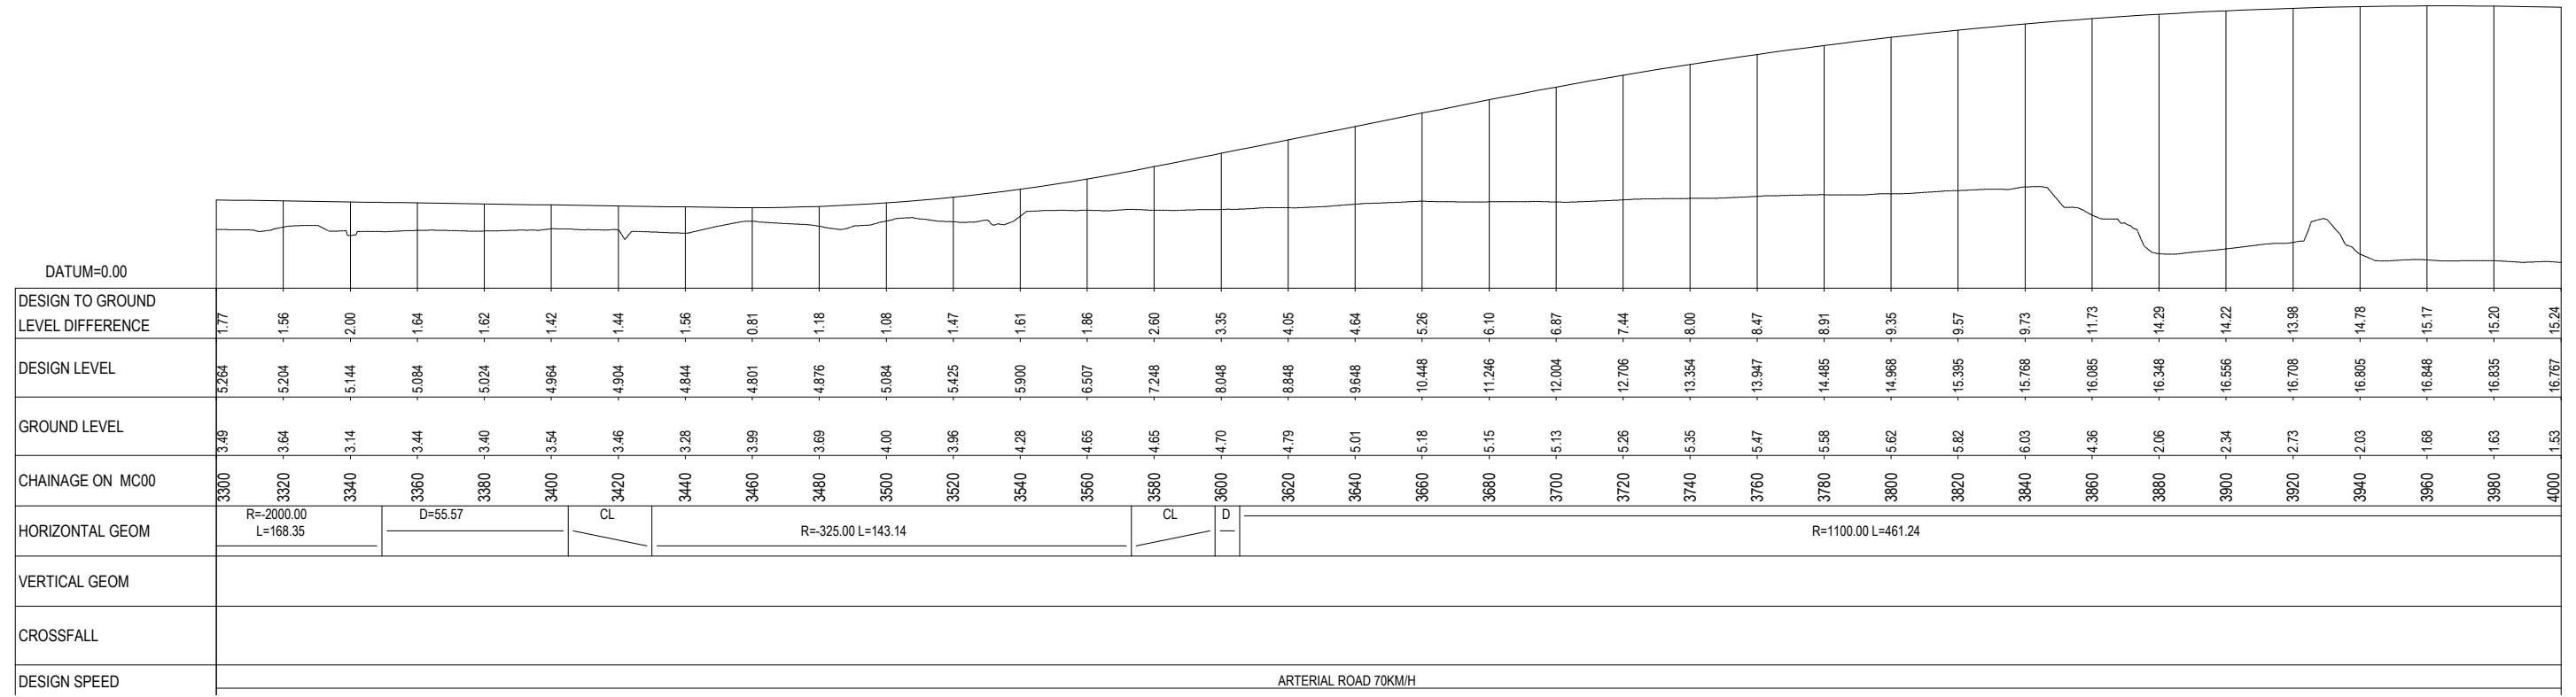 DATUM=0.00
DESIGN TO GROUND
LEVEL DIFFERENCE
1.77 1.56 2.00 1.64 1.62 1.42 1.44 1.56 0.81 1.18 1.08 1.47 1.61 1.86 2.60 3.35 4.05 4.64 5.26 6.10 6.87 7.44 8.00 8.47 8.91 9.35 9.57 9.73 11.73 14.29 14.22 13.98 14.78 15.17 15.20 15.24
DESIGN LEVEL
5.264 5.204 5.144 5.084 5.024 4.964 4.904 4.844 4.801 4.876 5.084 5.425 5.900 6.507 7.248 8.048 8.848 9.648 10.448 11.246 12.004 12.706 13.354 13.947 14.485 14.968 15.395 15.768 16.085 16.348 16.556 16.708 16.805 16.848 16.835 16.767
GROUND LEVEL
3.49 3.64 3.14 3.44 3.40 3.54 3.46 3.28 3.99 3.69 4.00 3.96 4.28 4.65 4.65 4.70 4.79 5.01 5.18 5.15 5.13 5.26 5.35 5.47 5.58 5.62 5.82 6.03 4.36 2.06 2.34 2.73 2.03 1.68 1.63 1.53
CHAINAGE ON MC00
3300 3320 3340 3360 3380 3400 3420 3440 3460 3480 3500 3520 3540 3560 3580 3600 3620 3640 3660 3680 3700 3720 3740 3760 3780 3800 3820 3840 3860 3880 3900 3920 3940 3960 3980 4000
HORIZONTAL GEOM
R=-2000.00
L=168.35
D=55.57
CL
R=-325.00 L=143.14
CL
D
R=1100.00 L=461.24
VERTICAL GEOM
CROSSFALL
DESIGN SPEED
ARTERIAL ROAD 70KM/H